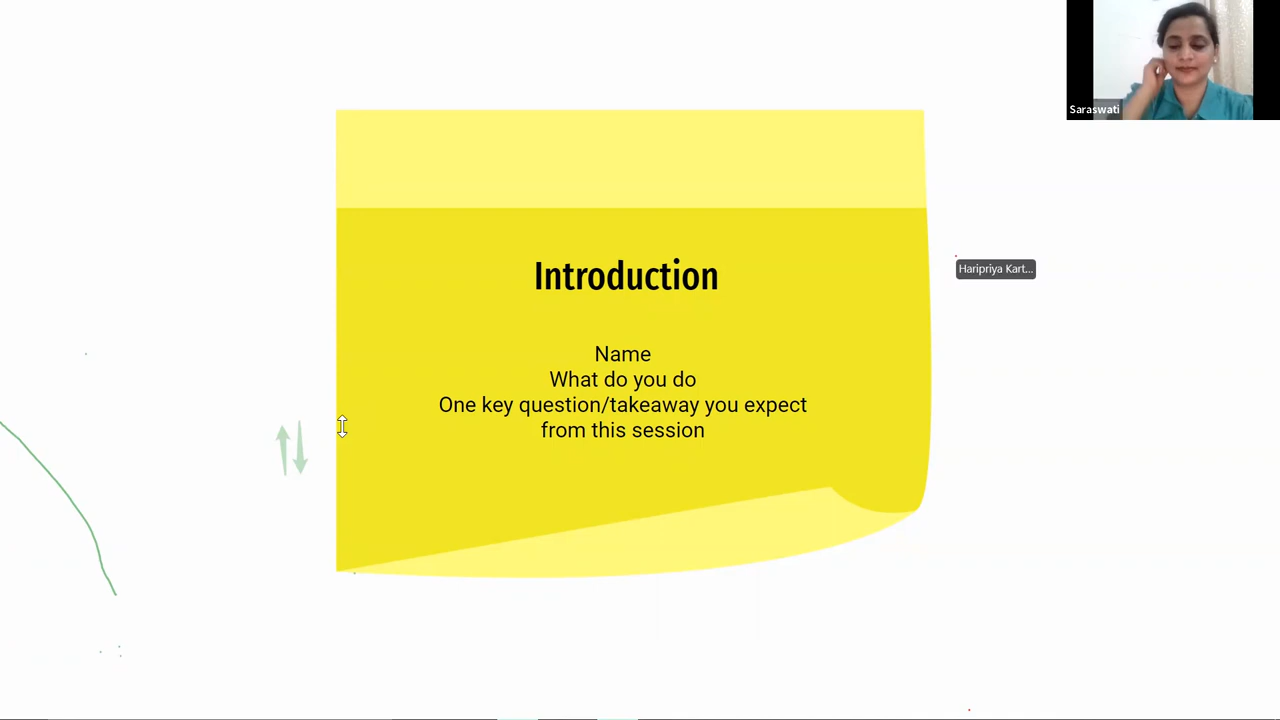 Saraswati
Introduction
Haripriya Kart...
Name
What do you do
One key question/takeaway you expect
from this session